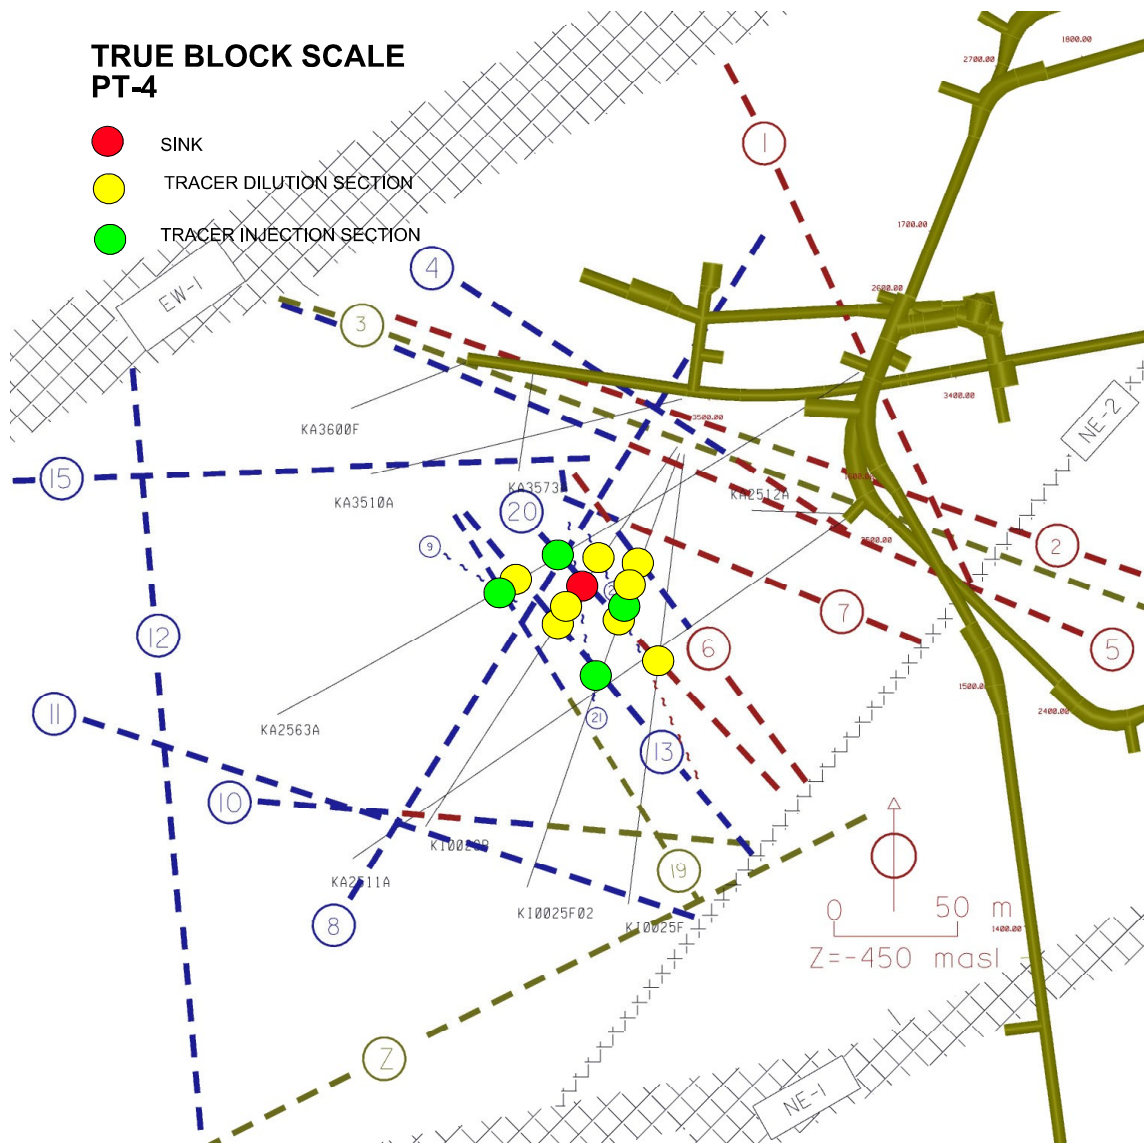 TRUE BLOCK SCALE
PT-4
SINK
TRACER DILUTION SECTION
TRACER INJECTION SECTION
1800.00
2700.00
1
1700.00
4
2600.00
EW-1
3
3400.00
3500.00
NE-2
KA3600F
15
KA3510A
KA2512A
20
9
2
7
5
12
6
1500.00
2400.00
11
21
KA2563A
13
10
19
KA2511A
8
KI0025F02
KI0025F
0 50 m
1400.00
Z=-450 masl
Z
NE-1